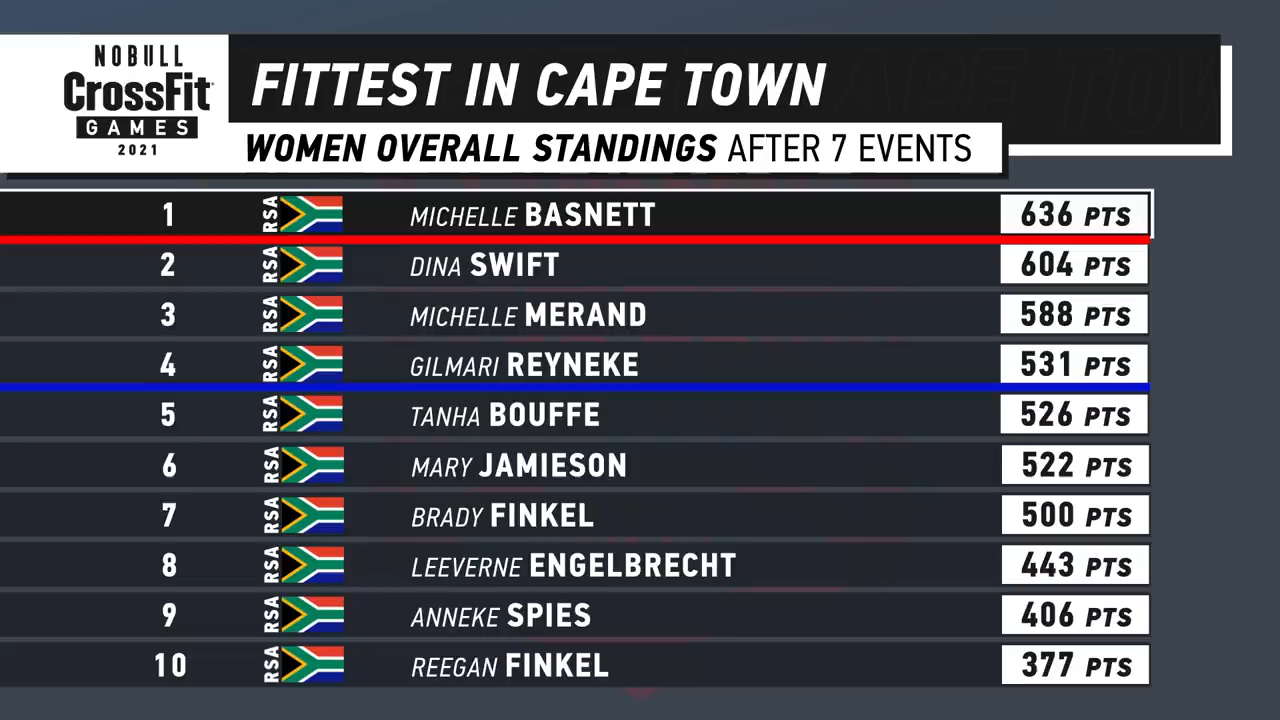 NOBULL
CrossFit
GAMES
2021
FITTEST IN CAPE TOWN
WOMEN OVERALL STANDINGS AFTER 7 EVENTS
1 RSA MICHELLE BASNETT 636 PTS
2 RSA DINA SWIFT 604 PTS
3 RSA MICHELLE MERAND 588 PTS
4 RSA GILMARI REYNEKE 531 PTS
5 RSA TANHA BOUFFE 526 PTS
6 RSA MARY JAMIESON 522 PTS
7 RSA BRADY FINKEL 500 PTS
8 RSA LEEVERNE ENGELBRECHT 443 PTS
9 RSA ANNEKE SPIES 406 PTS
10 RSA REEGAN FINKEL 377 PTS